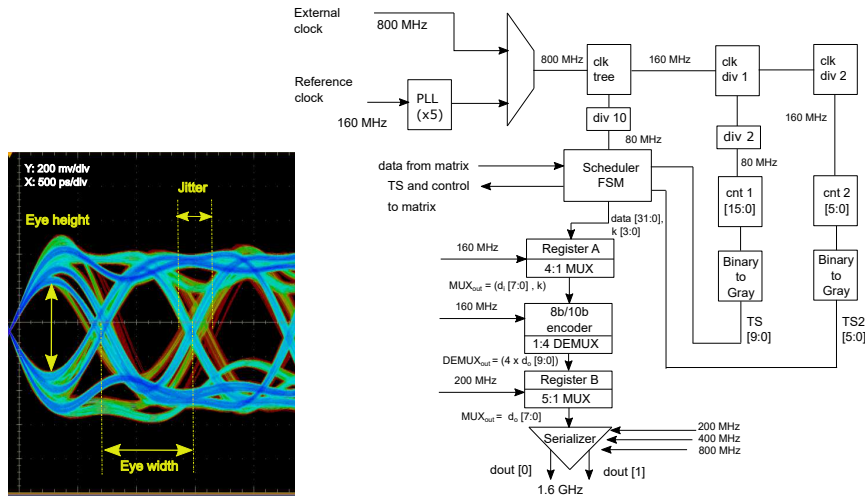 Y: 200 mv/div
X: 500 ps/div
Jitter
Eye height
Eye width
External
clock
800 MHz
Reference
clock
160 MHz
PLL
(x5)
800 MHz
clk
tree
160 MHz
clk
div 1
clk
div 2
div 10
80 MHz
div 2
80 MHz
160 MHz
data from matrix
TS and control
to matrix
Scheduler
FSM
cnt 1
[15:0]
cnt 2
[5:0]
data [31:0],
k [3:0]
160 MHz
Register A
4:1 MUX
MUXout = (di [7:0] , k)
Binary
to
Gray
Binary
to
Gray
160 MHz
8b/10b
encoder
1:4 DEMUX
TS
[9:0]
TS2
[5:0]
DEMUXout = (4 x do [9:0])
200 MHz
Register B
5:1 MUX
MUXout = do [7:0]
Serializer
200 MHz
400 MHz
800 MHz
dout [0]
dout [1]
1.6 GHz